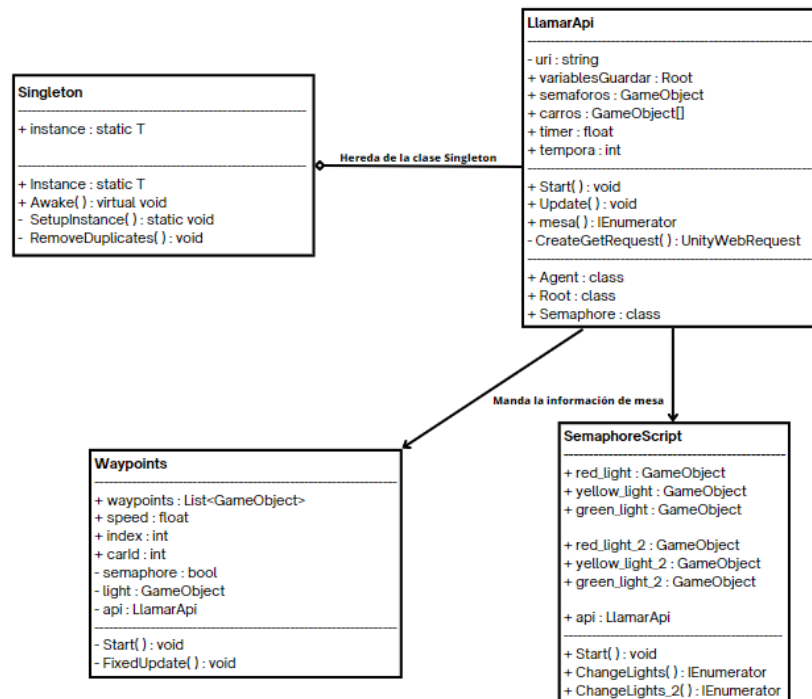 LlamarApi
- uri : string
+ variablesGuardar : Root
+ semaforos : GameObject
+ carros : GameObject[]
+ timer : float
+ tempora : int
+ Start( ) : void
+ Update( ) : void
+ mesa( ) : IEnumerator
- CreateGetRequest( ) : UnityWebRequest
+ Agent : class
+ Root : class
+ Semaphore : class
Singleton
+ instance : static T
+ Instance : static T
+ Awake( ) : virtual void
- SetupInstance( ) : static void
- RemoveDuplicates( ) : void
Hereda de la clase Singleton
Manda la información de mesa
Waypoints
+ waypoints : List<GameObject>
+ speed : float
+ index : int
+ carId : int
- semaphore : bool
- light : GameObject
- api : LlamarApi
- Start( ) : void
- FixedUpdate( ) : void
SemaphoreScript
+ red_light : GameObject
+ yellow_light : GameObject
+ green_light : GameObject
+ red_light_2 : GameObject
+ yellow_light_2 : GameObject
+ green_light_2 : GameObject
+ api : LlamarApi
+ Start( ) : void
+ ChangeLights( ) : IEnumerator
+ ChangeLights_2( ) : IEnumerator